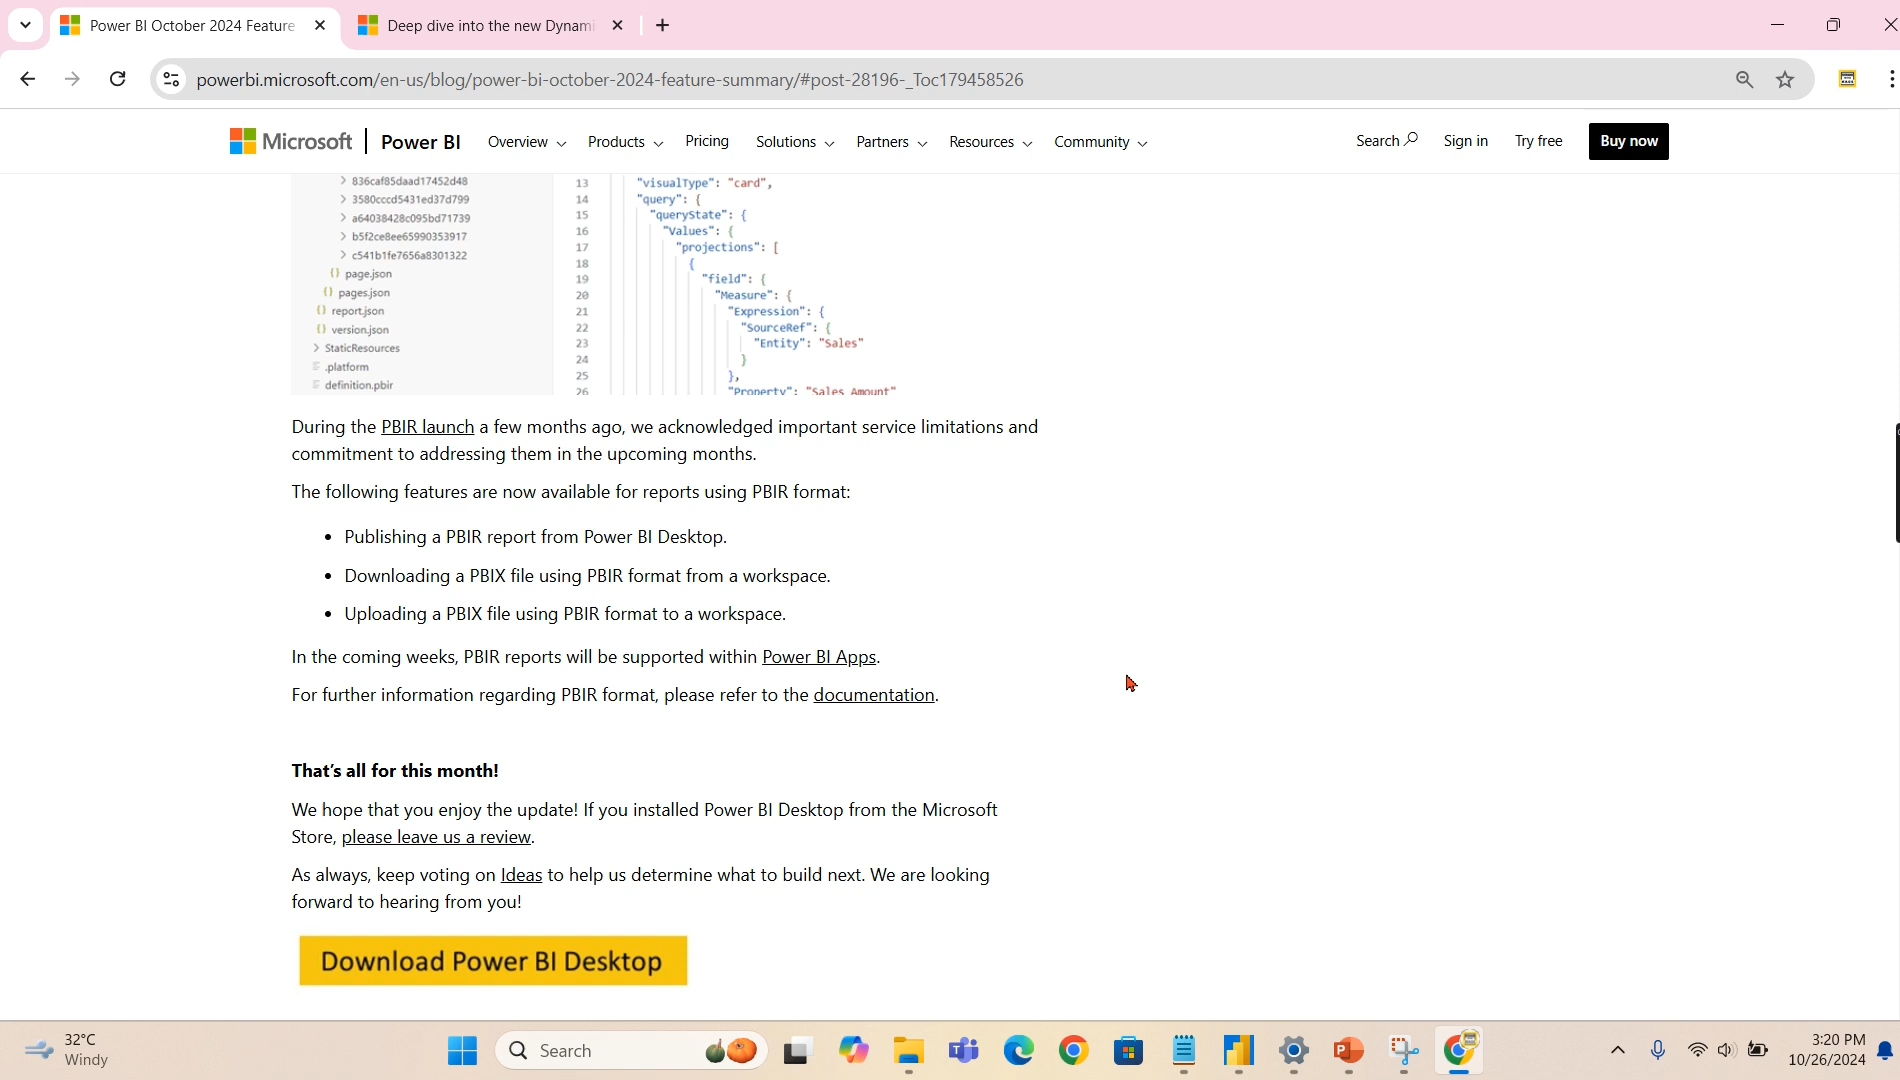 Power BI October 2024 Feature
Deep dive into the new Dynam
powerbi.microsoft.com/en-us/blog/power-bi-october-2024-feature-summary/#post-28196-_Toc179458526
Microsoft | Power BI Overview Products Pricing Solutions Partners Resources Community Search Sign in Try free Buy now
836caf85daad17452d48
3580cccd5431ed37d799
a64038428c095bd71739
b5f2ce8ee65990353917
c541b1fe7656a8301322
page.json
pages.json
report.json
version.json
StaticResources
.platform
definition.pbir
13 "visualType": "card",
14 "query": {
15 "queryState": {
16 "Values": {
17 "projections": [
18 {
19 "field": {
20 "Measure": {
21 "Expression": {
22 "SourceRef": {
23 "Entity": "Sales"
24 }
25 },
26 "Property": "Sales Amount"
During the PBIR launch a few months ago, we acknowledged important service limitations and
commitment to addressing them in the upcoming months.
The following features are now available for reports using PBIR format:
• Publishing a PBIR report from Power BI Desktop.
• Downloading a PBIX file using PBIR format from a workspace.
• Uploading a PBIX file using PBIR format to a workspace.
In the coming weeks, PBIR reports will be supported within Power BI Apps.
For further information regarding PBIR format, please refer to the documentation.
That's all for this month!
We hope that you enjoy the update! If you installed Power BI Desktop from the Microsoft
Store, please leave us a review.
As always, keep voting on Ideas to help us determine what to build next. We are looking
forward to hearing from you!
Download Power BI Desktop
32°C
Windy
Search
3:20 PM
10/26/2024